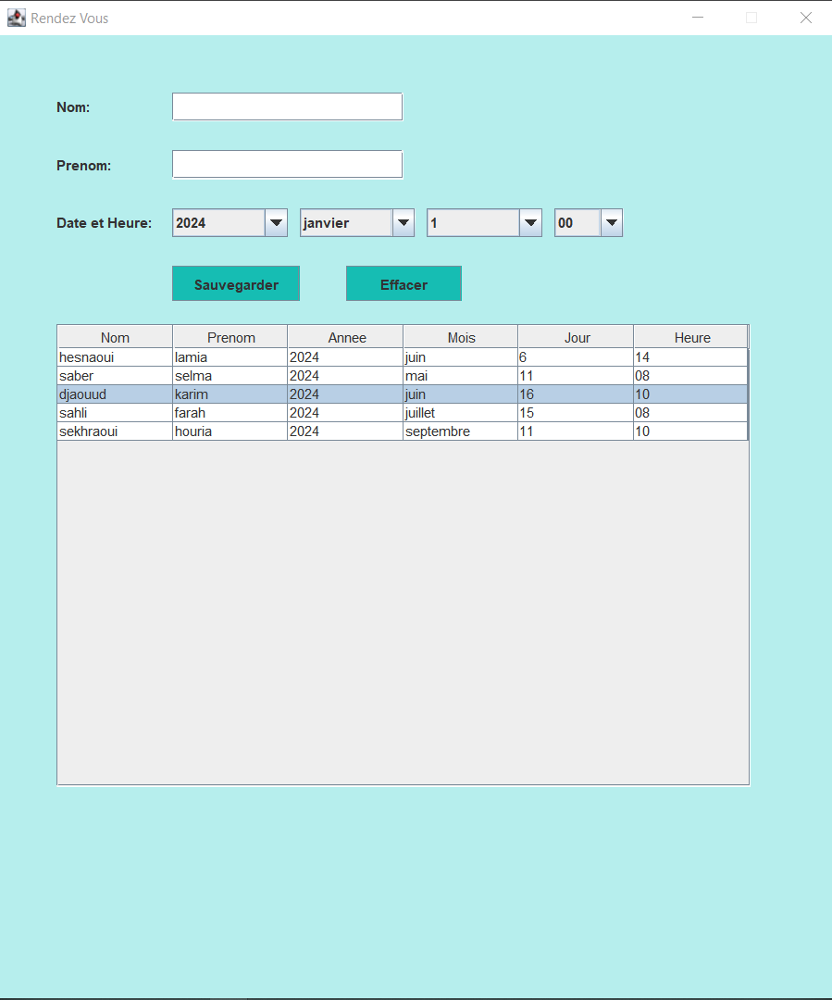 Rendez Vous
Nom:
Prenom:
Date et Heure: 2024 janvier 1 00
Sauvegarder Effacer
Nom Prenom Annee Mois Jour Heure
hesnaoui lamia 2024 juin 6 14
saber selma 2024 mai 11 08
djaouud karim 2024 juin 16 10
sahli farah 2024 juillet 15 08
sekhraoui houria 2024 septembre 11 10